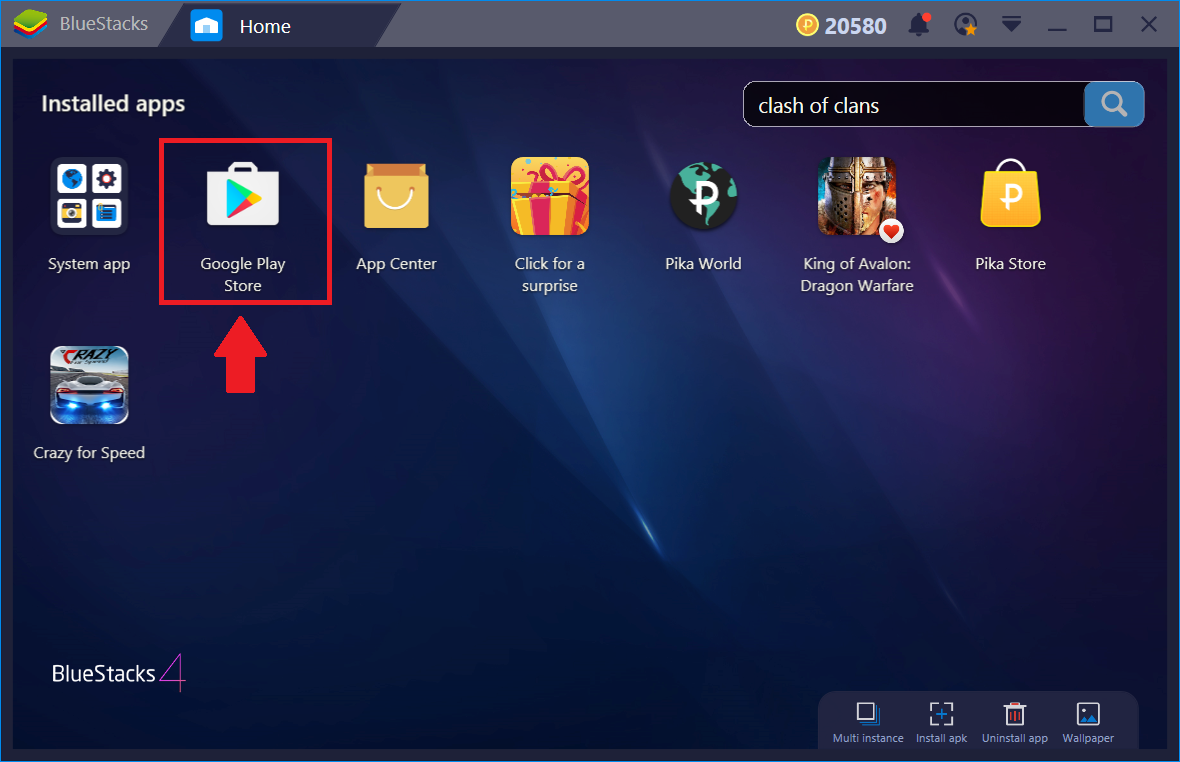 BlueStacks
Home
20580
Installed apps
clash of clans
System app
Google Play
Store
App Center
Click for a
surprise
Pika World
King of Avalon:
Dragon Warfare
Pika Store
CRAZY
for Speed
Crazy for Speed
BlueStacks 4
Multi instance
Install apk
Uninstall app
Wallpaper